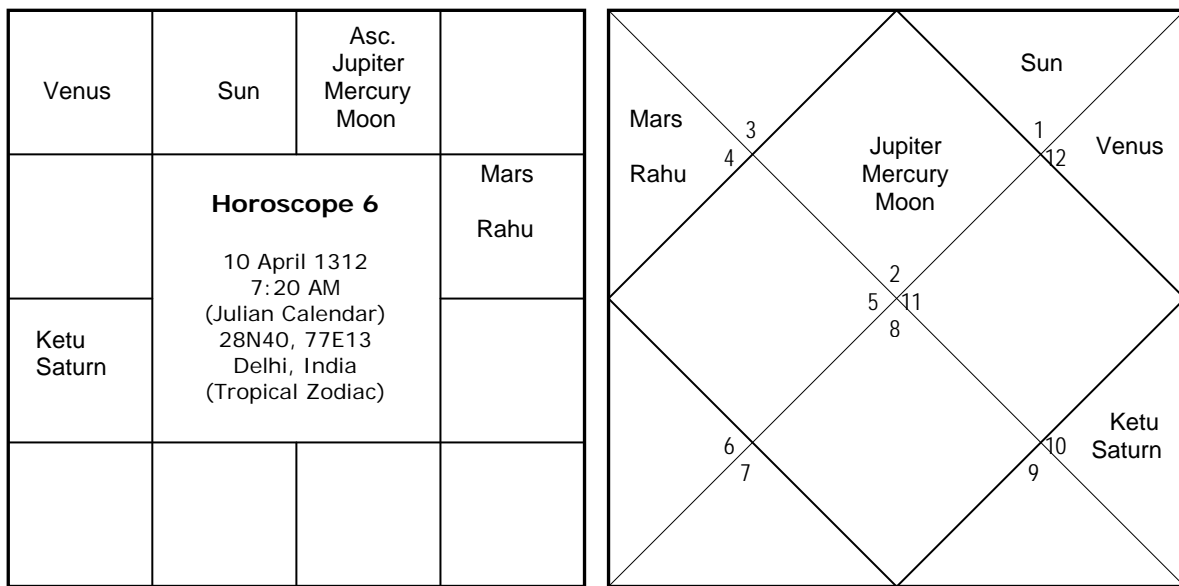 Asc.
Jupiter
Mercury
Moon
Venus
Sun
Mars
Rahu
Horoscope 6
10 April 1312
7:20 AM
(Julian Calendar)
28N40, 77E13
Delhi, India
(Tropical Zodiac)
Ketu
Saturn
Sun
Mars
Rahu
3
4
Jupiter
Mercury
Moon
1
12
Venus
2
5
11
8
6
7
10
9
Ketu
Saturn